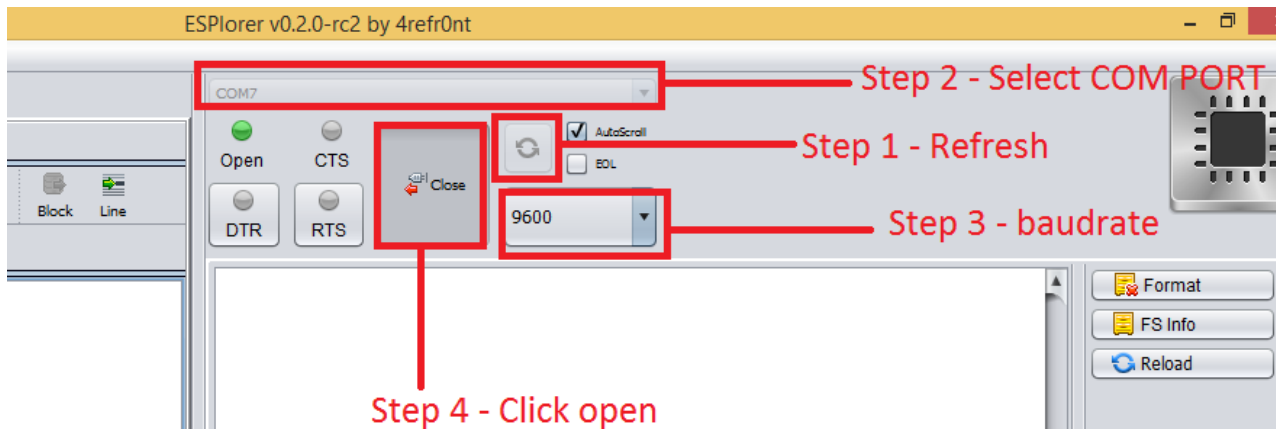 ESPlorer v0.2.0-rc2 by 4refr0nt
Step 2 - Select COM PORT
COM7
Open
CTS
Close
AutoScroll
EOL
Step 1 - Refresh
Block
Line
DTR
RTS
9600
Step 3 - baudrate
Format
FS Info
Reload
Step 4 - Click open